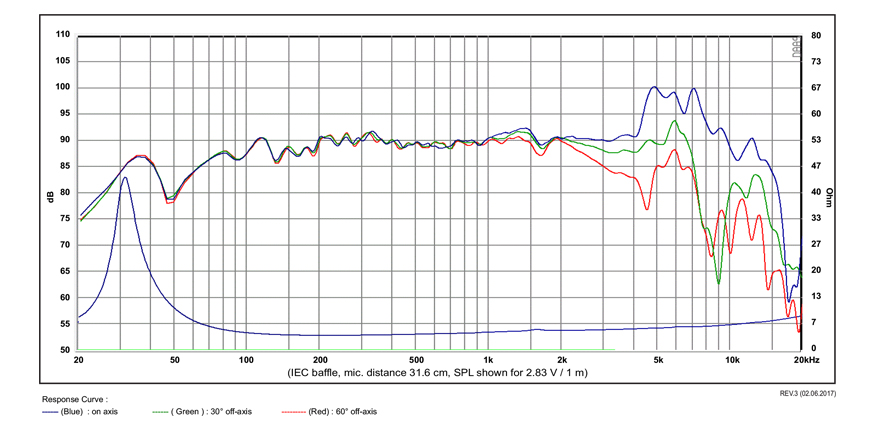 110 80
105 73
100 67
95 60
90 53
85 47
80 40
75 33
70 27
65 20
60 13
55 7
50 0
dB
Ohm
20 50 100 200 500 1k 2k 5k 10k 20kHz
(IEC baffle, mic. distance 31.6 cm, SPL shown for 2.83 V / 1 m)
REV.3 (02.06.2017)
Response Curve :
(Blue) : on axis ( Green ) : 30° off-axis (Red) : 60° off-axis